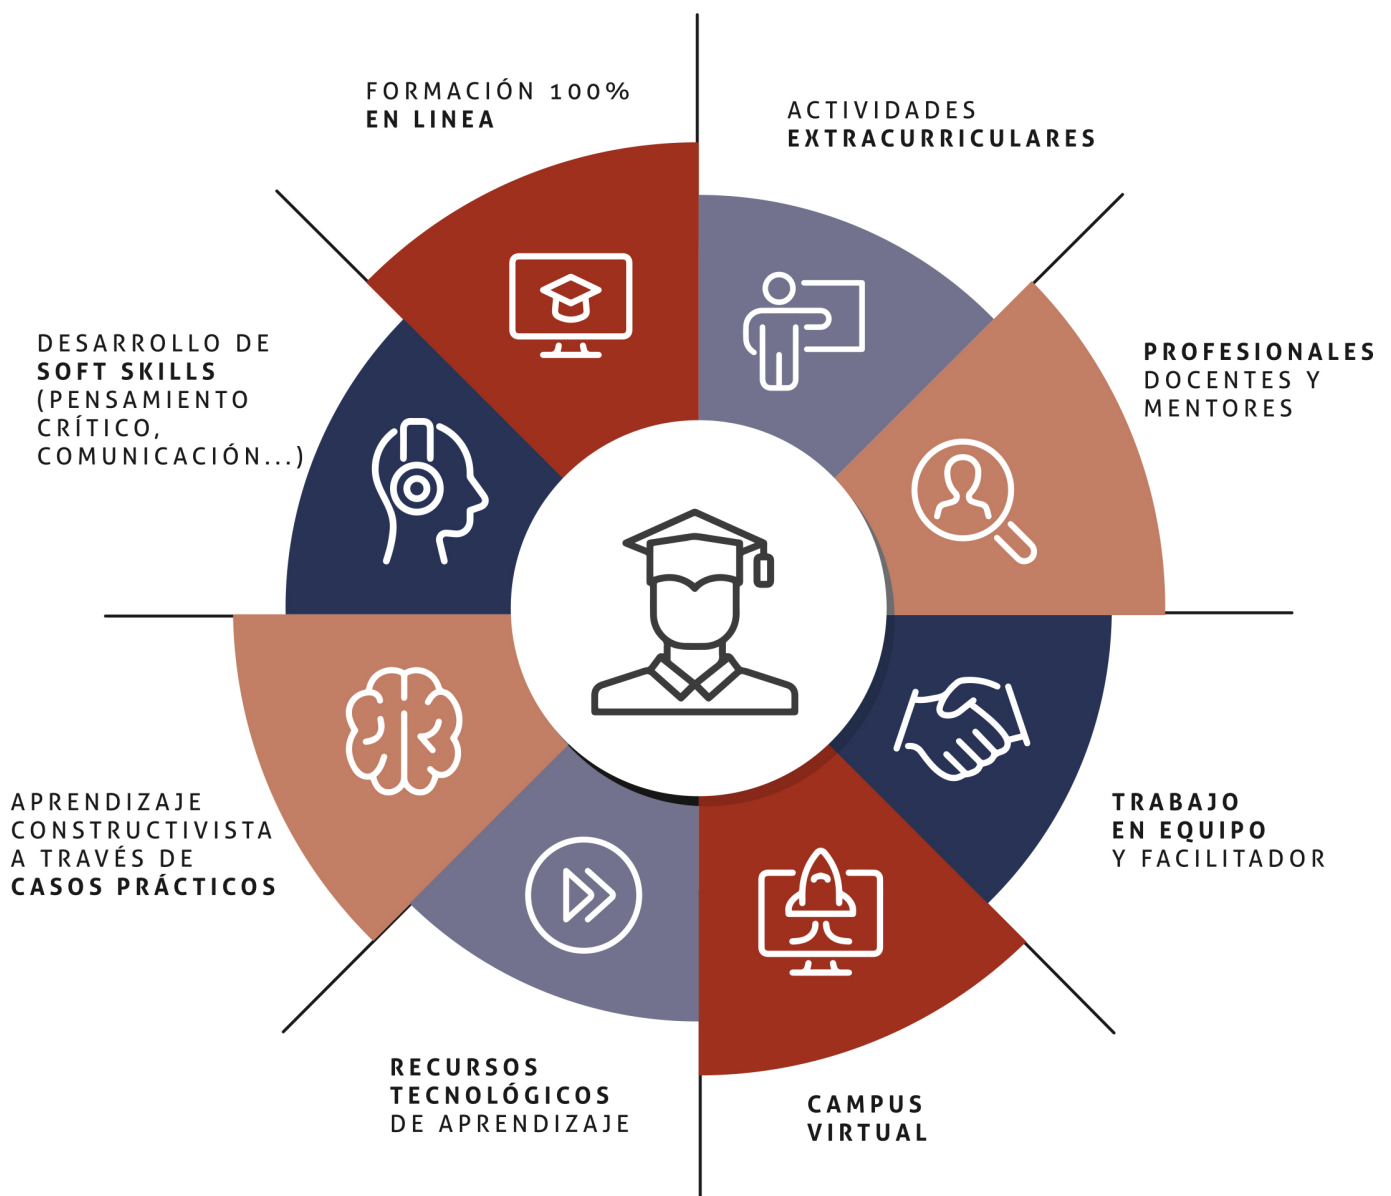 FORMACIÓN 100%
EN LINEA
ACTIVIDADES
EXTRACURRICULARES
PROFESIONALES
DOCENTES Y
MENTORES
TRABAJO
EN EQUIPO
Y FACILITADOR
CAMPUS
VIRTUAL
RECURSOS
TECNOLÓGICOS
DE APRENDIZAJE
APRENDIZAJE
CONSTRUCTIVISTA
A TRAVÉS DE
CASOS PRÁCTICOS
DESARROLLO DE
SOFT SKILLS
(PENSAMIENTO
CRÍTICO,
COMUNICACIÓN...)